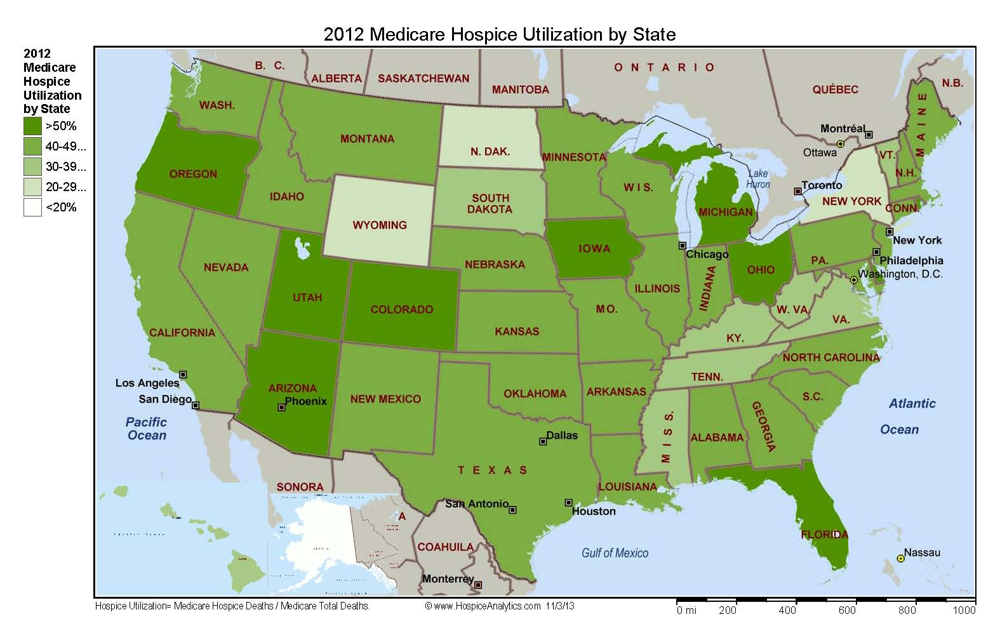 2012 Medicare Hospice Utilization by State
2012
Medicare
Hospice
Utilization
by State
>50%
40-49...
30-39...
20-29...
<20%
B. C.
ALBERTA
SASKATCHEWAN
MANITOBA
ONTARIO
QUÉBEC
N.B.
WASH.
MONTANA
N. DAK.
MINNESOTA
MAINE
Montréal
Ottawa
VT.
N.H.
OREGON
IDAHO
WYOMING
SOUTH
DAKOTA
WIS.
MICHIGAN
Lake
Huron
Toronto
NEW YORK
CONN.
New York
NEVADA
UTAH
COLORADO
NEBRASKA
IOWA
Chicago
ILLINOIS
INDIANA
OHIO
PA.
Philadelphia
Washington, D.C.
W. VA.
VA.
CALIFORNIA
KANSAS
MO.
KY.
NORTH CAROLINA
TENN.
Los Angeles
San Diego
ARIZONA
Phoenix
NEW MEXICO
OKLAHOMA
ARKANSAS
S.C.
Pacific
Ocean
Atlantic
Ocean
Dallas
TEXAS
MISS.
ALABAMA
GEORGIA
LOUISIANA
SONORA
San Antonio
Houston
A
COAHUILA
Monterrey
Gulf of Mexico
FLORIDA
Nassau
Hospice Utilization= Medicare Hospice Deaths / Medicare Total Deaths.
© www.HospiceAnalytics.com 11/3/13
0 mi 200 400 600 800 1000